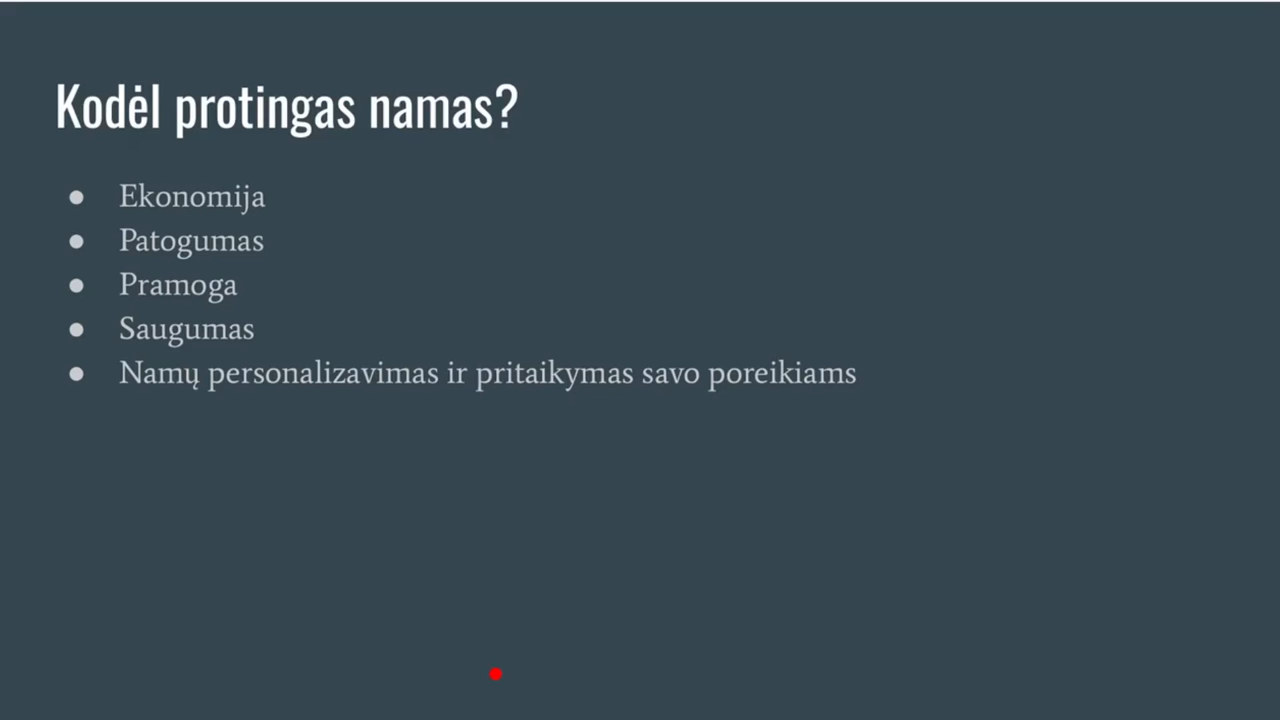 Kodėl protingas namas?
● Ekonomija
● Patogumas
● Pramoga
● Saugumas
● Namų personalizavimas ir pritaikymas savo poreikiams